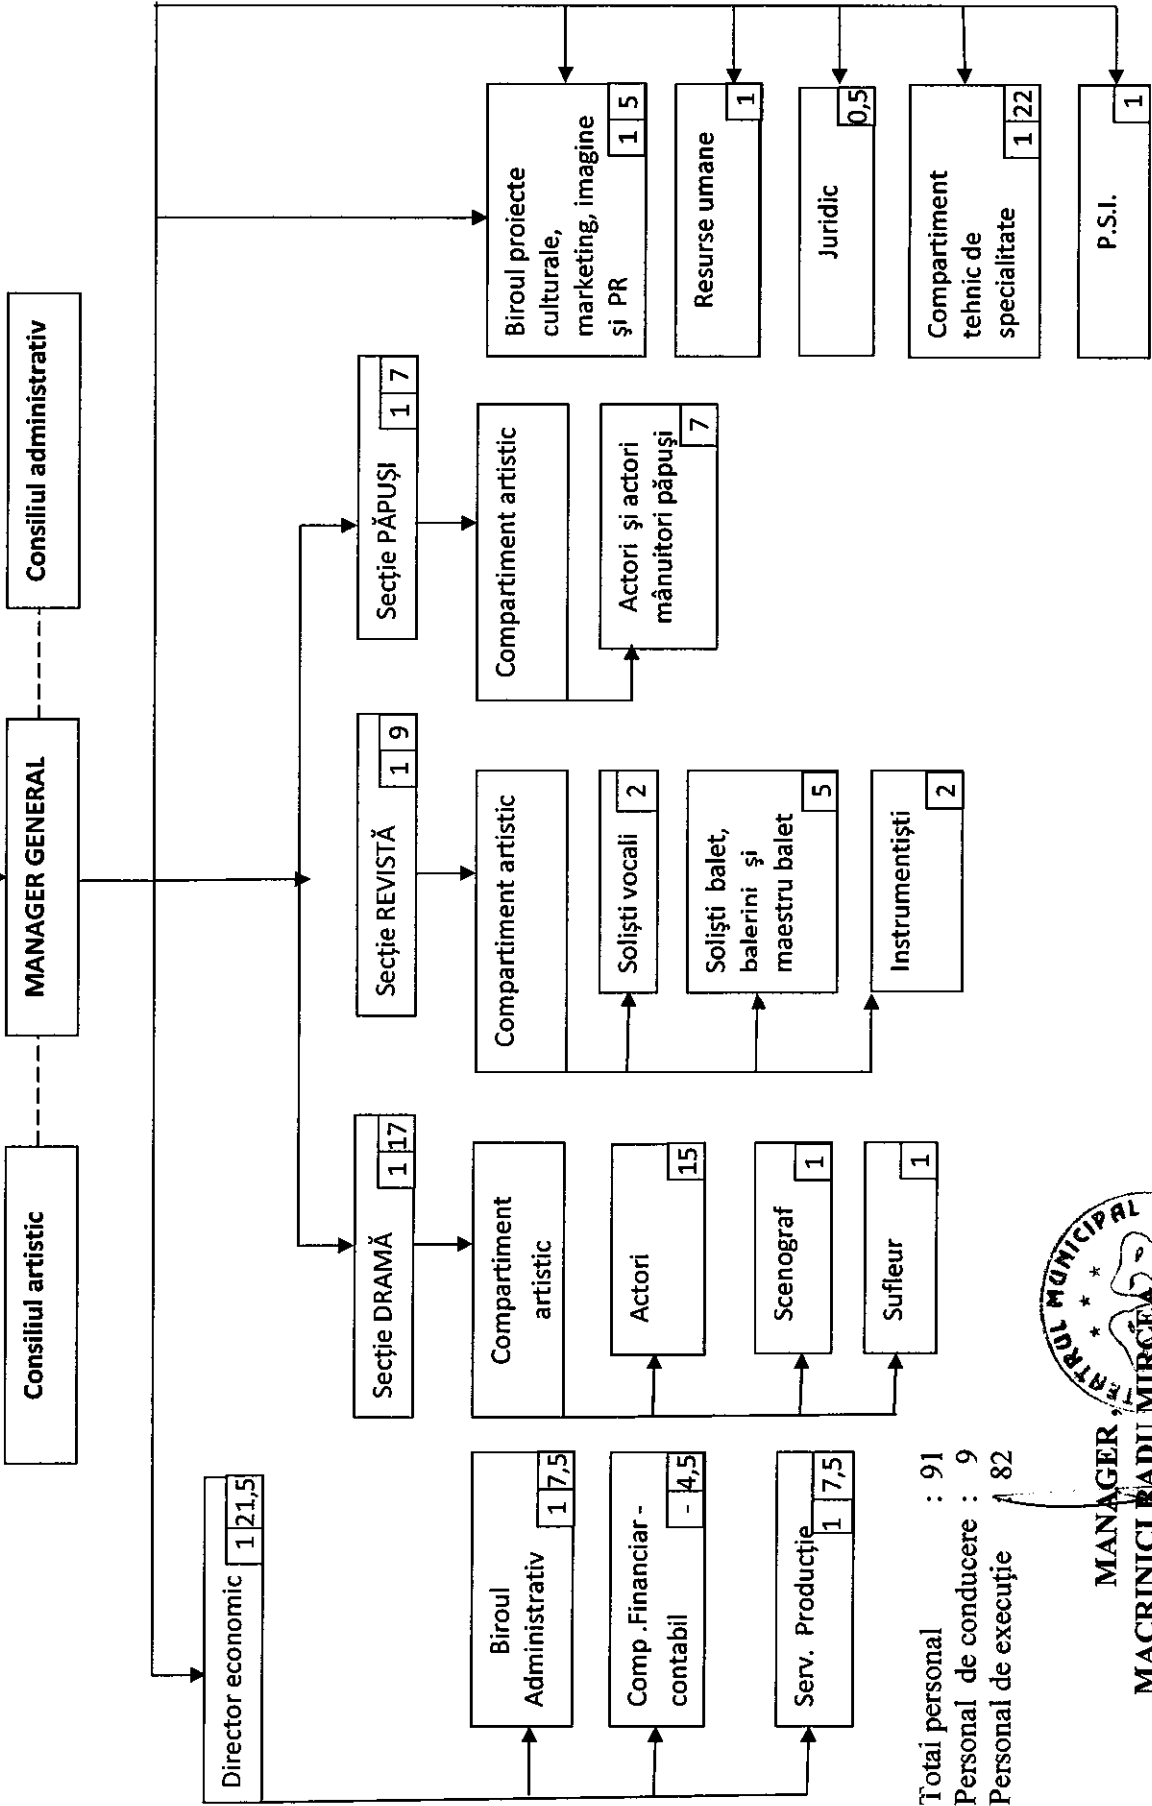 Consiliul artistic
MANAGER GENERAL
Consiliul administrativ
Director economic
1 21,5
Biroul
Administrativ
1 7,5
Comp .Financiar -
contabil
- 4,5
Serv. Producție
1 7,5
Secție DRAMĂ
1 17
Compartiment
artistic
Actori
15
Scenograf
1
Sufleur
1
Secție REVISTĂ
1 9
Compartiment artistic
Soliști vocali
2
Soliști balet,
balerini și
maestru balet
5
Instrumentiști
2
Secție PĂPUȘI
1 7
Compartiment artistic
Actori și actori
mânuitori păpuși
7
Biroul proiecte
culturale,
marketing, imagine
și PR
1 5
Resurse umane
1
Juridic
0,5
Compartiment
tehnic de
specialitate
1 22
P.S.I.
1
Total personal : 91
Personal de conducere : 9
Personal de execuție : 82
MANAGER,
MACRINICI RADU MIRCEA
TEATRUL MUNICIPAL